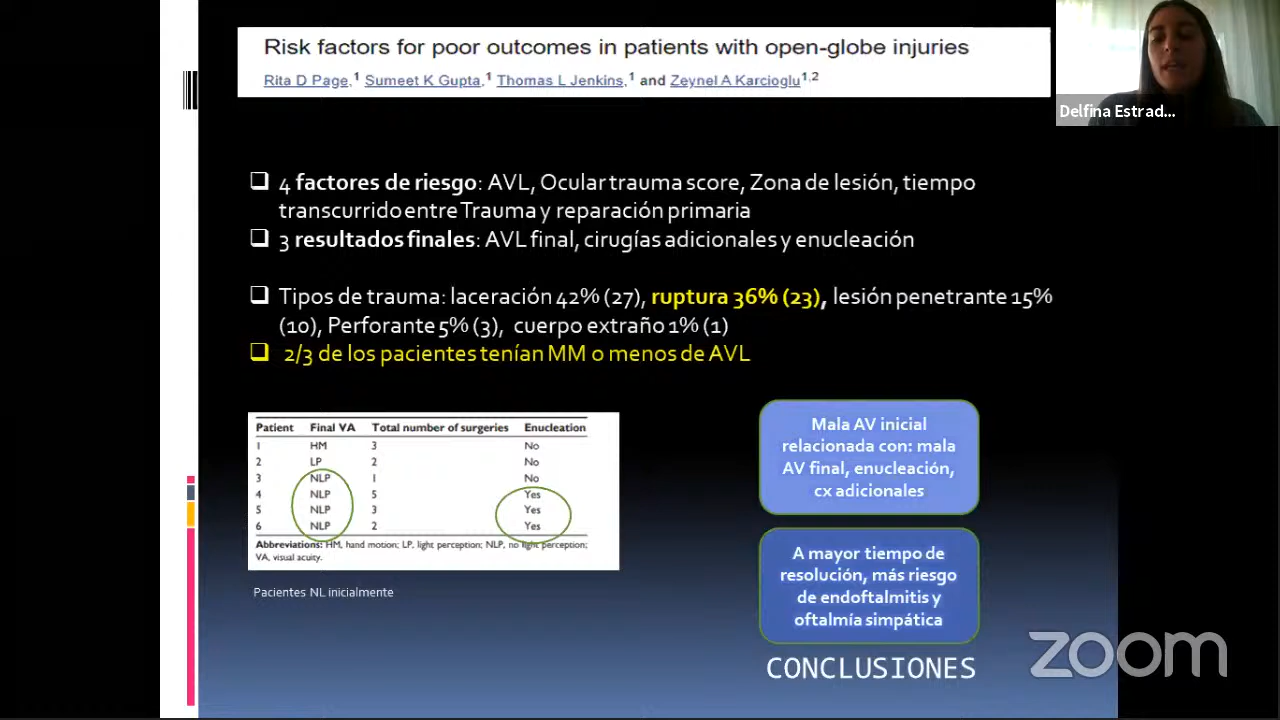 Risk factors for poor outcomes in patients with open-globe injuries
Rita D Page,1 Sumeet K Gupta,1 Thomas L Jenkins,1 and Zeynel A Karcioglu1,2
Delfina Estrad...
4 factores de riesgo: AVL, Ocular trauma score, Zona de lesión, tiempo
transcurrido entre Trauma y reparación primaria
3 resultados finales: AVL final, cirugías adicionales y enucleación
Tipos de trauma: laceración 42% (27), ruptura 36% (23), lesión penetrante 15%
(10), Perforante 5% (3), cuerpo extraño 1% (1)
2/3 de los pacientes tenían MM o menos de AVL
Patient Final VA Total number of surgeries Enucleation
1 HM 3 No
2 LP 2 No
3 NLP 1 No
4 NLP 5 Yes
5 NLP 3 Yes
6 NLP 2 Yes
Abbreviations: HM, hand motion; LP, light perception; NLP, no light perception;
VA, visual acuity.
Pacientes NL inicialmente
Mala AV inicial
relacionada con: mala
AV final, enucleación,
cx adicionales
A mayor tiempo de
resolución, más riesgo
de endoftalmitis y
oftalmía simpática
CONCLUSIONES
zoom